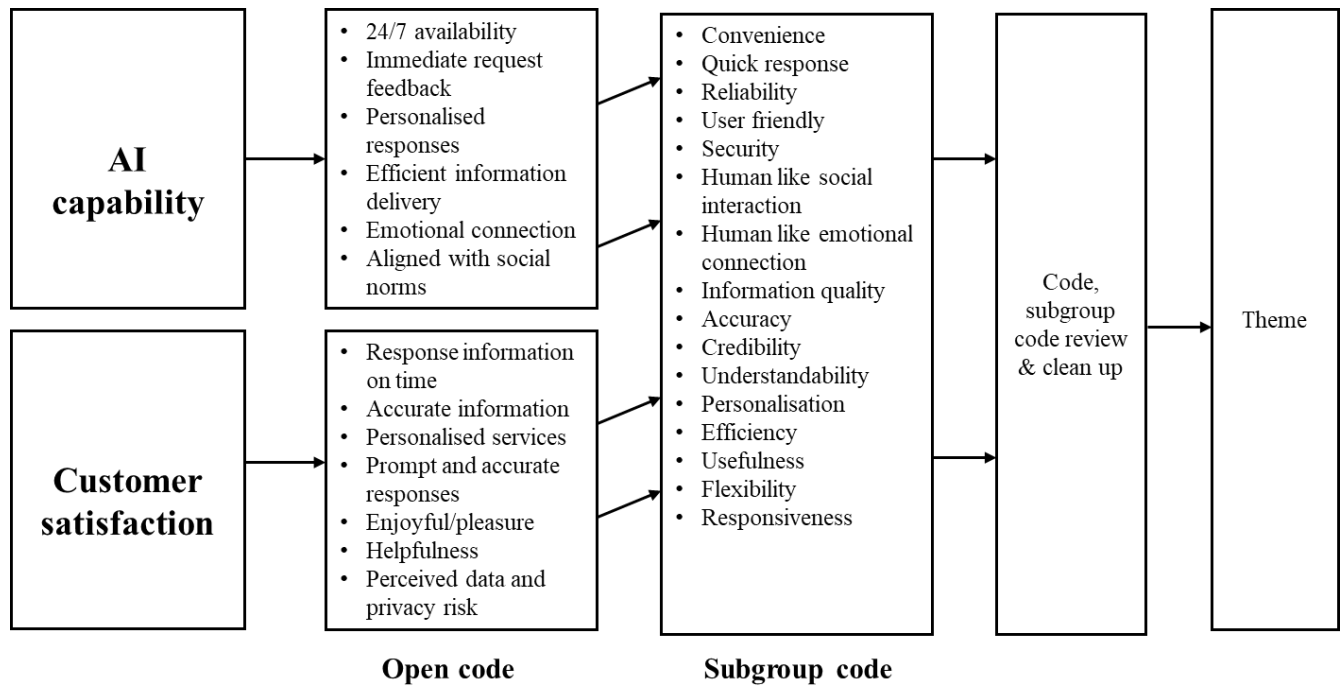 AI
capability
• 24/7 availability
• Immediate request
feedback
• Personalised
responses
• Efficient information
delivery
• Emotional connection
• Aligned with social
norms
Customer
satisfaction
• Response information
on time
• Accurate information
• Personalised services
• Prompt and accurate
responses
• Enjoyful/pleasure
• Helpfulness
• Perceived data and
privacy risk
Open code
• Convenience
• Quick response
• Reliability
• User friendly
• Security
• Human like social
interaction
• Human like emotional
connection
• Information quality
• Accuracy
• Credibility
• Understandability
• Personalisation
• Efficiency
• Usefulness
• Flexibility
• Responsiveness
Subgroup code
Code,
subgroup
code review
& clean up
Theme